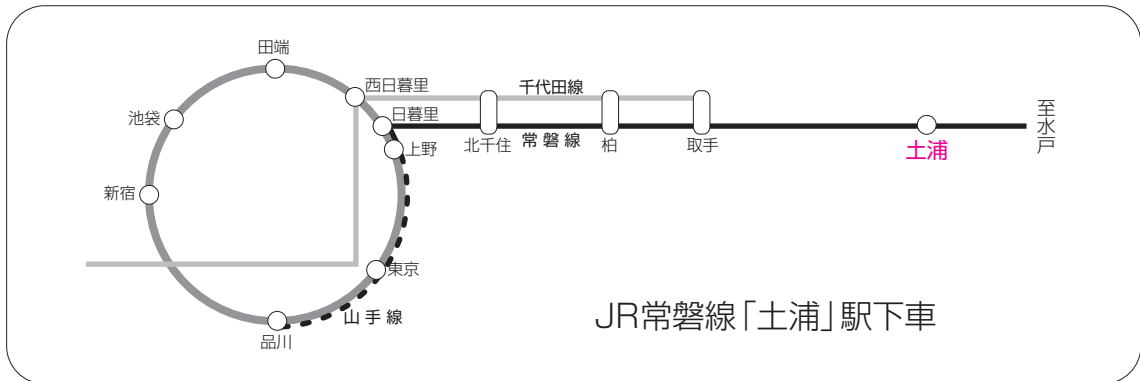 田端
西日暮里
千代田線
池袋
日暮里
至水戸
上野
北千住
常磐線
柏
取手
土浦
新宿
東京
山手線
品川
JR常磐線「土浦」駅下車